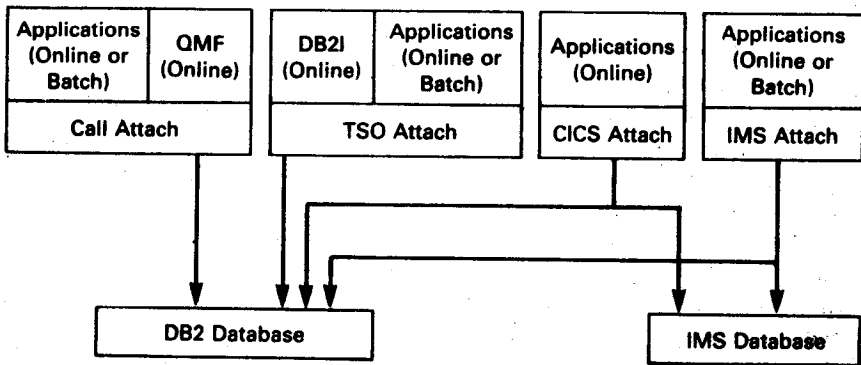 Applications
(Online or
Batch)
QMF
(Online)
Call Attach
DB2I
(Online)
Applications
(Online or
Batch)
TSO Attach
Applications
(Online)
CICS Attach
Applications
(Online or
Batch)
IMS Attach
DB2 Database
IMS Database